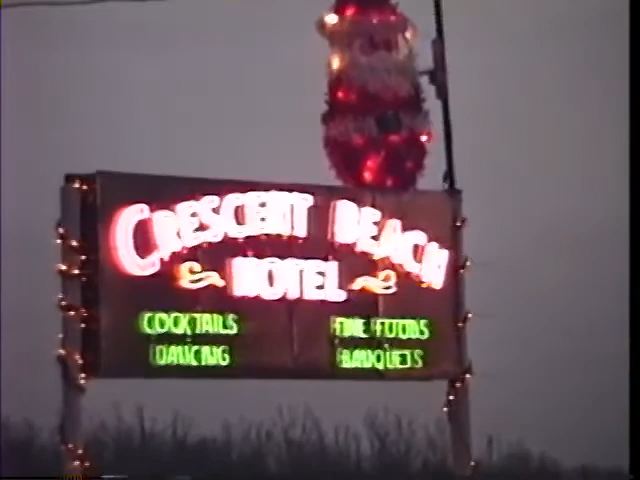 CRESCENT BEACH
HOTEL
COCKTAILS FINE FOODS
DANCING BANQUETS